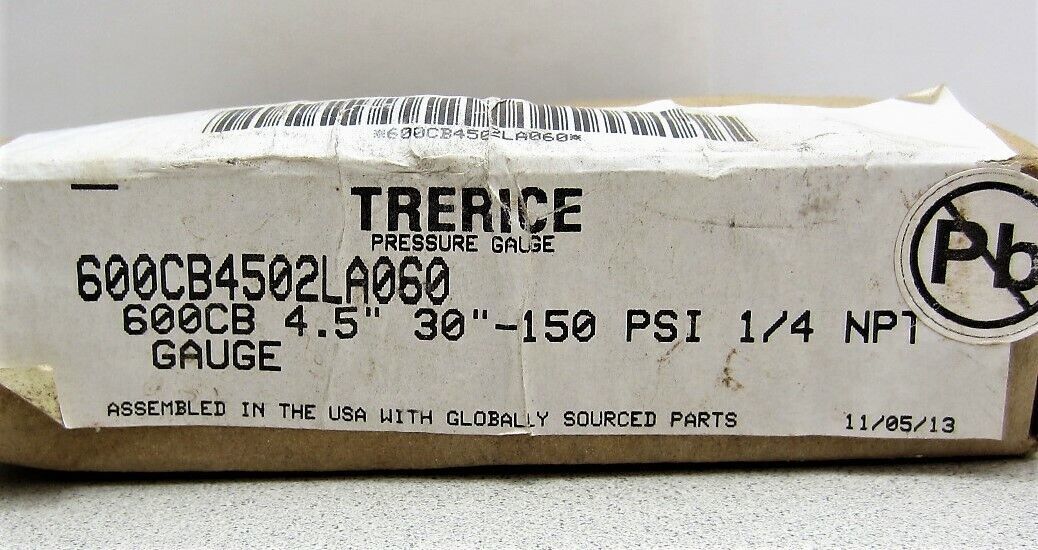 *600CB4502LA060*
TRERICE
PRESSURE GAUGE
600CB4502LA060
600CB 4.5" 30"-150 PSI 1/4 NPT
GAUGE
ASSEMBLED IN THE USA WITH GLOBALLY SOURCED PARTS 11/05/13
Pb